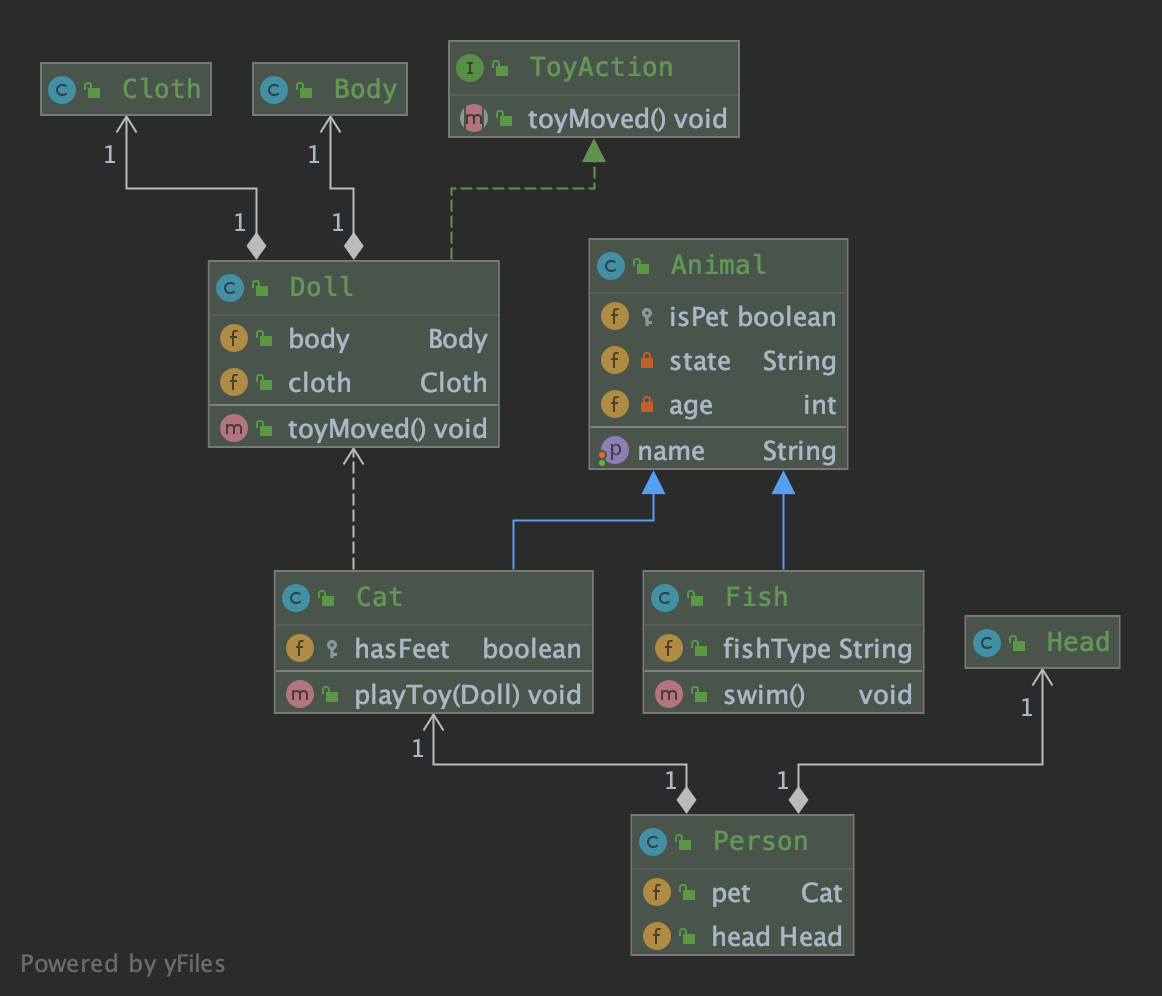 Cloth
Body
ToyAction
toyMoved() void
1
1
1
1
Doll
body Body
cloth Cloth
toyMoved() void
Animal
isPet boolean
state String
age int
name String
Cat
hasFeet boolean
playToy(Doll) void
Fish
fishType String
swim() void
Head
1
1
1
1
Person
pet Cat
head Head
Powered by yFiles